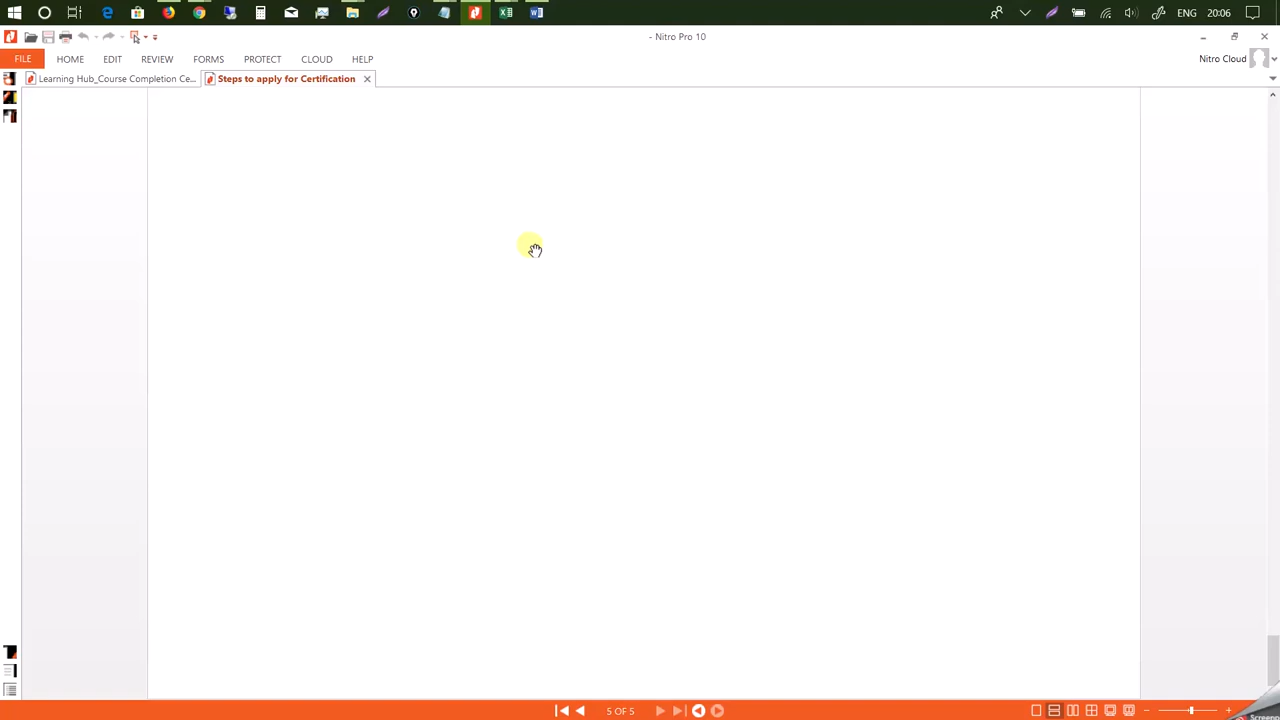 ENG 20:06
- Nitro Pro 10
FILE HOME EDIT REVIEW FORMS PROTECT CLOUD HELP
Nitro Cloud
Learning Hub_Course Completion Ce... Steps to apply for Certification
5 OF 5